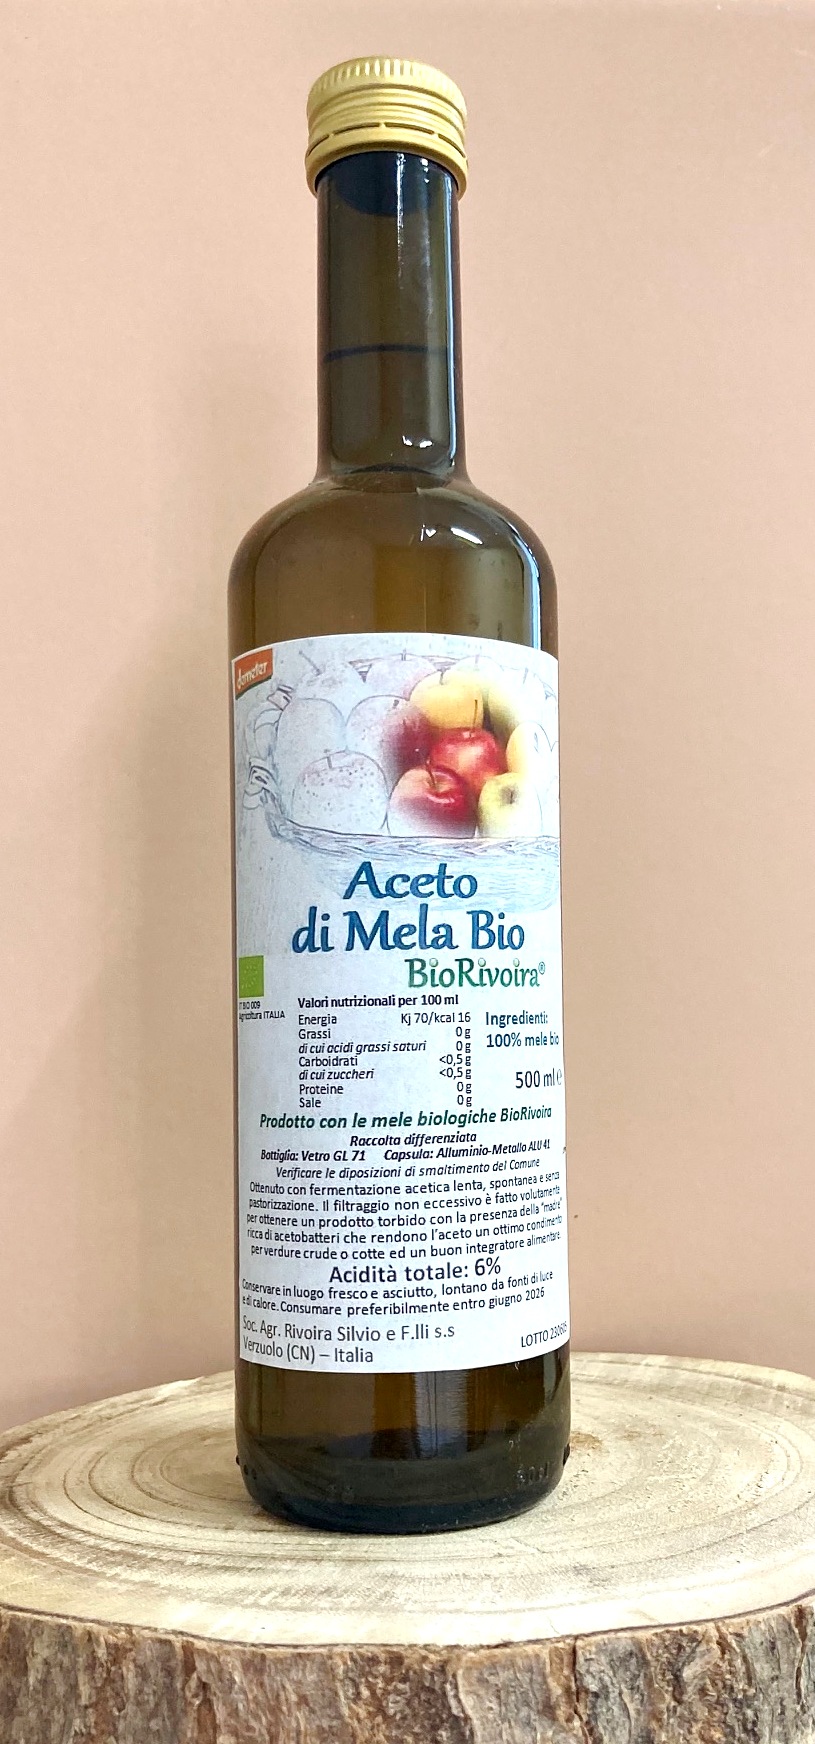 demeter
Aceto
di Mela Bio
BioRivoira®
IT BIO 009
Agricoltura ITALIA
Valori nutrizionali per 100 ml
Energia Kj 70/kcal 16
Grassi 0 g
di cui acidi grassi saturi 0 g
Carboidrati <0,5 g
di cui zuccheri <0,5 g
Proteine 0 g
Sale 0 g
Ingredienti:
100% mele bio
500 ml e
Prodotto con le mele biologiche BioRivoira
Raccolta differenziata
Bottiglia: Vetro GL 71 Capsula: Alluminio-Metallo ALU 41
Verificare le diposizioni di smaltimento del Comune
Ottenuto con fermentazione acetica lenta, spontanea e senza
pastorizzazione. Il filtraggio non eccessivo è fatto volutamente
per ottenere un prodotto torbido con la presenza della "madre"
ricca di acetobatteri che rendono l'aceto un ottimo condimento
per verdure crude o cotte ed un buon integratore alimentare.
Acidità totale: 6%
Conservare in luogo fresco e asciutto, lontano da fonti di luce
e di calore. Consumare preferibilmente entro giugno 2026
Soc. Agr. Rivoira Silvio e F.lli s.s
Verzuolo (CN) – Italia
LOTTO